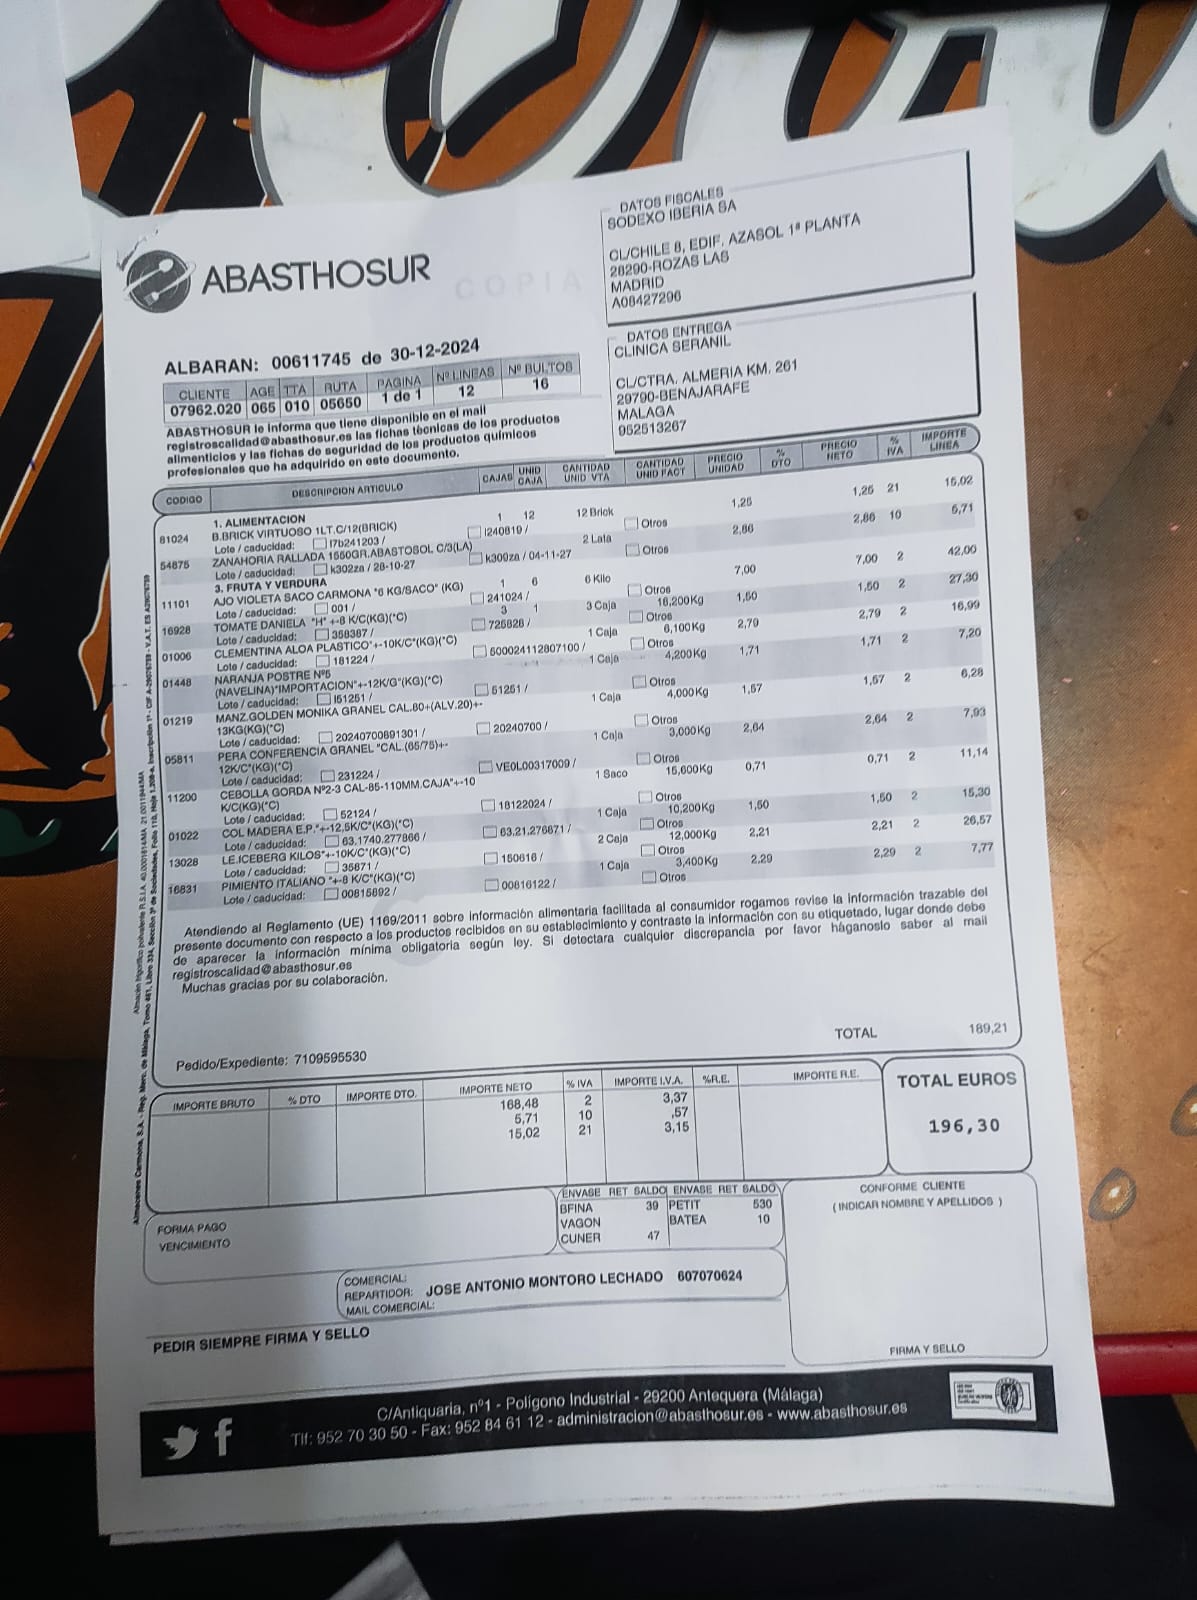 ABASTHOSUR
COPIA
DATOS FISCALES
SODEXO IBERIA SA
CL/CHILE 8, EDIF. AZASOL 1ª PLANTA
28290-ROZAS LAS
MADRID
A08427296
DATOS ENTREGA
CLINICA SERANIL
CL/CTRA. ALMERIA KM. 261
29790-BENAJARAFE
MALAGA
952513267
ALBARAN: 00611745 de 30-12-2024
CLIENTE AGE TTA RUTA PAGINA Nº LINEAS Nº BULTOS
07962.020 065 010 05650 1 de 1 12 16
ABASTHOSUR le informa que tiene disponible en el mail
registroscalidad@abasthosur.es las fichas técnicas de los productos
alimenticios y las fichas de seguridad de los productos químicos
profesionales que ha adquirido en este documento.
CODIGO DESCRIPCION ARTICULO CAJAS UNID CAJA CANTIDAD UNID VTA CANTIDAD UNID FACT PRECIO UNIDAD % DTO PRECIO NETO % IVA IMPORTE LINEA
1. ALIMENTACION
81024 B.BRICK VIRTUOSO 1LT.C/12(BRICK) 1 12 12 Brick 1,25 1,25 21 15,02
Lote / caducidad: l7b241203 / l240819 / Otros
54875 ZANAHORIA RALLADA 1550GR.ABASTOSOL C/3(LA) 2 Lata 2,86 2,86 10 5,71
Lote / caducidad: k302za / 28-10-27 k300za / 04-11-27 Otros
3. FRUTA Y VERDURA
11101 AJO VIOLETA SACO CARMONA "6 KG/SACO" (KG) 1 6 6 Kilo 7,00 7,00 2 42,00
Lote / caducidad: 001 / 241024 / Otros
16928 TOMATE DANIELA "H" +-6 K/C(KG)(°C) 3 1 3 Caja 18,200Kg 1,50 1,50 2 27,30
Lote / caducidad: 358387 / 725828 / Otros
01006 CLEMENTINA ALOA PLASTICO"+-10K/C"(KG)(°C) 1 Caja 6,100Kg 2,79 2,79 2 16,99
Lote / caducidad: 181224 / 500024112807100 / Otros
01448 NARANJA POSTRE Nº5 1 Caja 4,200Kg 1,71 1,71 2 7,20
(NAVELINA)"IMPORTACION"+-12K/G"(KG)(°C)
Lote / caducidad: l51251 / 51251 / Otros
01219 MANZ.GOLDEN MONIKA GRANEL CAL.80+(ALV.20)+- 1 Caja 4,000Kg 1,57 1,57 2 6,28
13KG(KG)(°C)
Lote / caducidad: 20240700891301 / 20240700 / Otros
05811 PERA CONFERENCIA GRANEL "CAL.(65/75)+- 1 Caja 3,000Kg 2,64 2,64 2 7,93
12K/C"(KG)(°C)
Lote / caducidad: 231224 / VE0L00317009 / Otros
11200 CEBOLLA GORDA Nº2-3 CAL-85-110MM.CAJA"+-10 1 Saco 15,600Kg 0,71 0,71 2 11,14
K/C(KG)(°C)
Lote / caducidad: 52124 / 18122024 / Otros
01022 COL MADERA E.P."+-12,5K/C"(KG)(°C) 1 Caja 10,200Kg 1,50 1,50 2 15,30
Lote / caducidad: 63.1740.277866 / 63.21.276671 / Otros
13028 LE.ICEBERG KILOS"+-10K/C"(KG)(°C) 2 Caja 12,000Kg 2,21 2,21 2 26,57
Lote / caducidad: 35871 / 150616 / Otros
16831 PIMIENTO ITALIANO "+-8 K/C"(KG)(°C) 1 Caja 3,400Kg 2,29 2,29 2 7,77
Lote / caducidad: 00815892 / 00816122 / Otros
Atendiendo al Reglamento (UE) 1169/2011 sobre información alimentaria facilitada al consumidor rogamos revise la información trazable del
presente documento con respecto a los productos recibidos en su establecimiento y contraste la información con su etiquetado, lugar donde debe
de aparecer la información mínima obligatoria según ley. Si detectara cualquier discrepancia por favor háganoslo saber al mail
registroscalidad@abasthosur.es
Muchas gracias por su colaboración.
TOTAL 189,21
Pedido/Expediente: 7109595530
IMPORTE BRUTO % DTO IMPORTE DTO. IMPORTE NETO % IVA IMPORTE I.V.A. %R.E. IMPORTE R.E. TOTAL EUROS
168,48 2 3,37
5,71 10 ,57
15,02 21 3,15
196,30
FORMA PAGO
VENCIMIENTO
ENVASE RET SALDO ENVASE RET SALDO
BFINA 39 PETIT 530
VAGON BATEA 10
CUNER 47
CONFORME CLIENTE
( INDICAR NOMBRE Y APELLIDOS )
COMERCIAL:
REPARTIDOR: JOSE ANTONIO MONTORO LECHADO 607070624
MAIL COMERCIAL:
PEDIR SIEMPRE FIRMA Y SELLO
FIRMA Y SELLO
C/Antiquaria, nº1 - Polígono Industrial - 29200 Antequera (Málaga)
Tlf: 952 70 30 50 - Fax: 952 84 61 12 - administracion@abasthosur.es - www.abasthosur.es